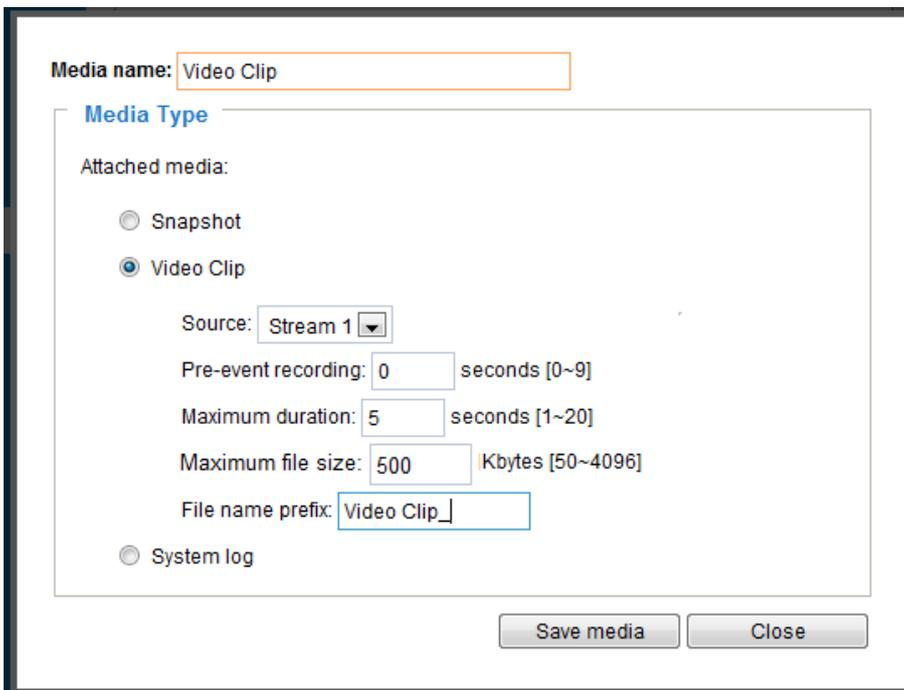 Media name: Video Clip
Media Type
Attached media:
Snapshot
Video Clip
Source: Stream 1
Pre-event recording: 0 seconds [0~9]
Maximum duration: 5 seconds [1~20]
Maximum file size: 500 Kbytes [50~4096]
File name prefix: Video Clip_
System log
Save media Close